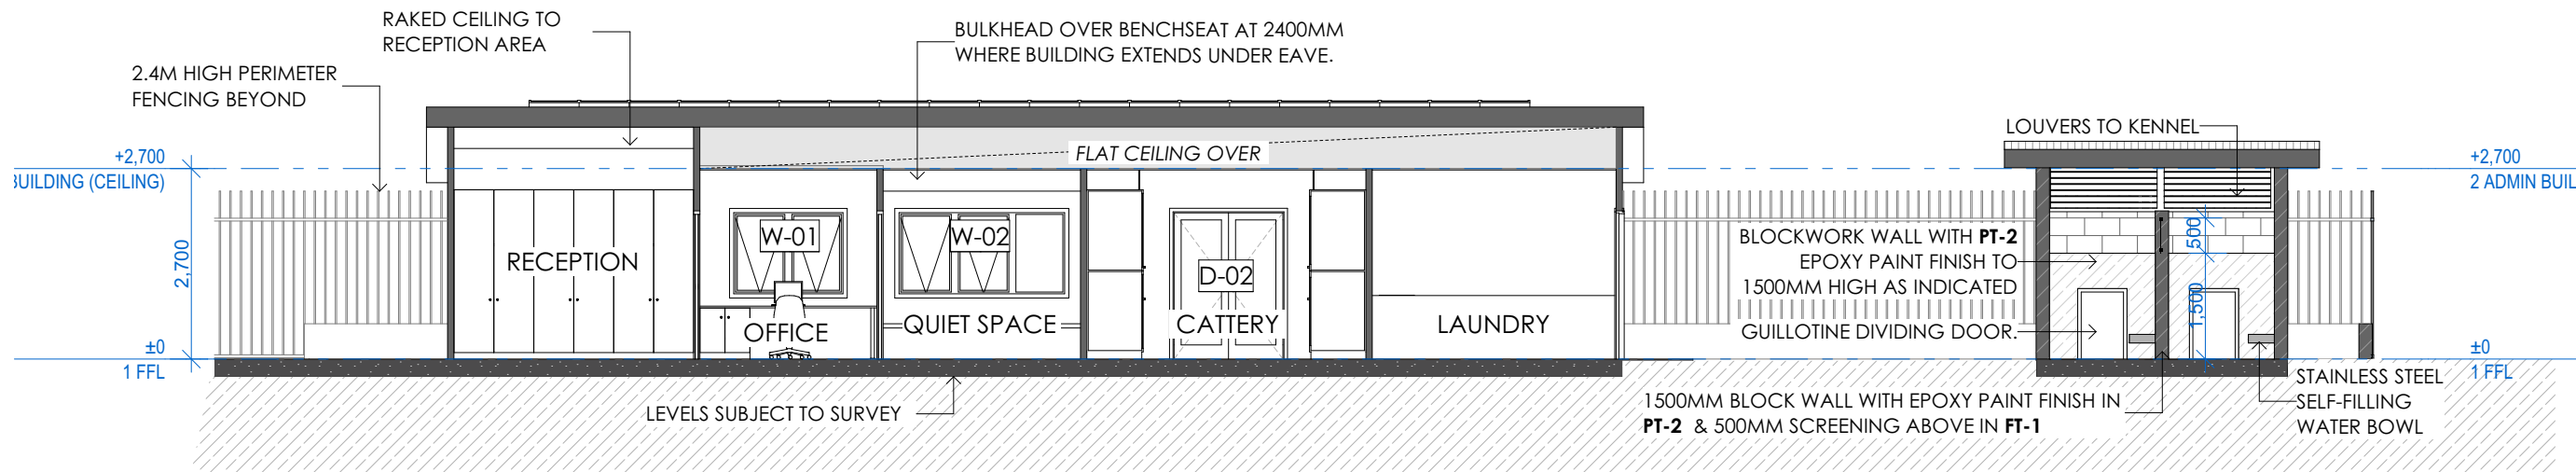 RAKED CEILING TO
RECEPTION AREA
BULKHEAD OVER BENCHSEAT AT 2400MM
WHERE BUILDING EXTENDS UNDER EAVE.
2.4M HIGH PERIMETER
FENCING BEYOND
LOUVERS TO KENNEL
FLAT CEILING OVER
+2,700
BUILDING (CEILING)
+2,700
2 ADMIN BUIL
2,700
W-01
W-02
D-02
RECEPTION
OFFICE
QUIET SPACE
CATTERY
LAUNDRY
BLOCKWORK WALL WITH PT-2
EPOXY PAINT FINISH TO
1500MM HIGH AS INDICATED
GUILLOTINE DIVIDING DOOR.
500
1,500
±0
1 FFL
±0
1 FFL
LEVELS SUBJECT TO SURVEY
1500MM BLOCK WALL WITH EPOXY PAINT FINISH IN
PT-2 & 500MM SCREENING ABOVE IN FT-1
STAINLESS STEEL
SELF-FILLING
WATER BOWL